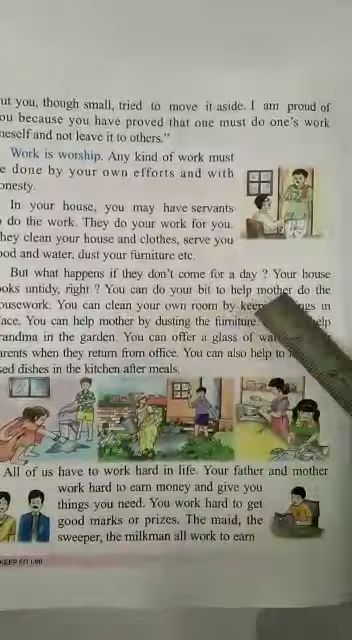 ut you, though small, tried to move it aside. I am proud of
ou because you have proved that one must do one's work
neself and not leave it to others."
Work is worship. Any kind of work must
e done by your own efforts and with
onesty.
In your house, you may have servants
do the work. They do your work for you.
hey clean your house and clothes, serve you
ood and water, dust your furniture etc.
But what happens if they don't come for a day ? Your house
oks untidy, right ? You can do your bit to help mother do the
ousework. You can clean your own room by keepi ngs in
ace. You can help mother by dusting the furniture. elp
randma in the garden. You can offer a glass of wat
arents when they return from office. You can also help to
sed dishes in the kitchen after meals.
All of us have to work hard in life. Your father and mother
work hard to earn money and give you
things you need. You work hard to get
good marks or prizes. The maid, the
sweeper, the milkman all work to earn
KEEP FIT-